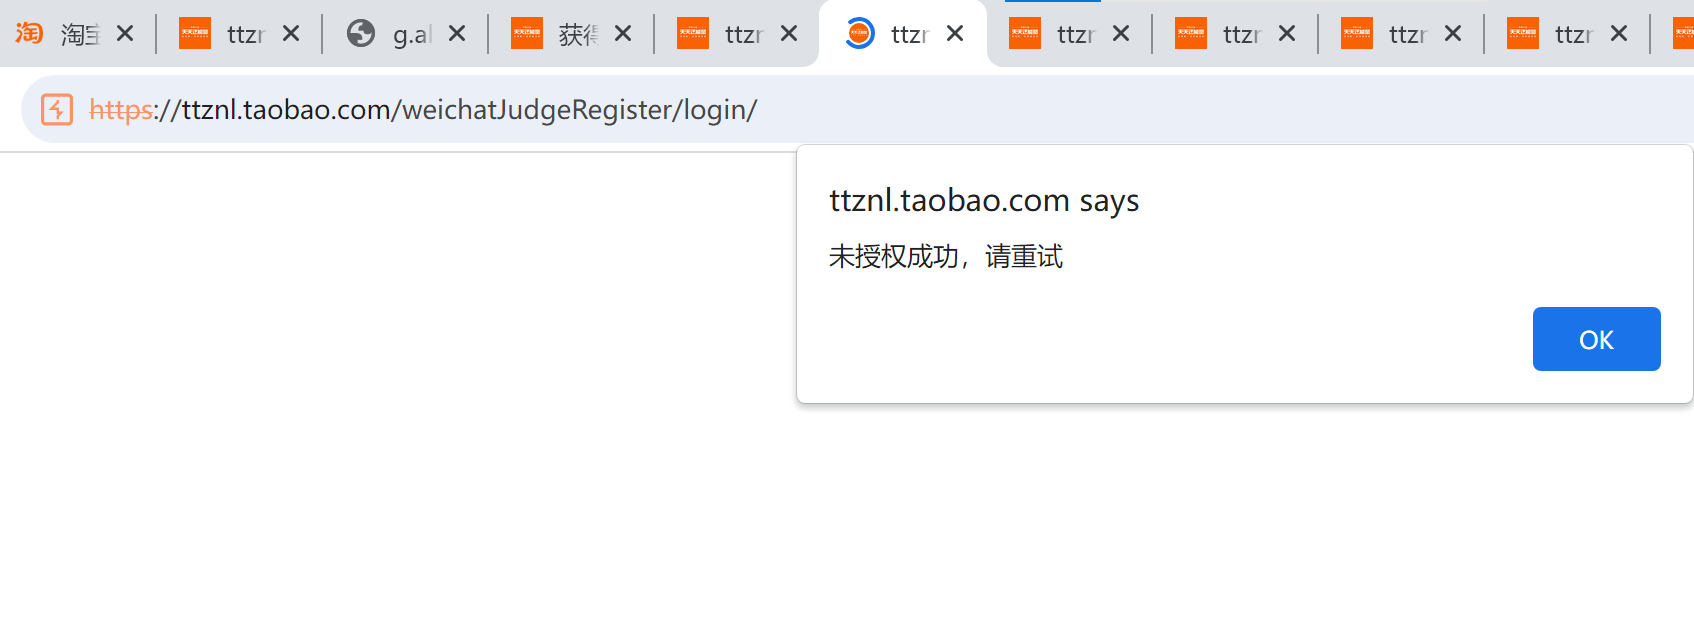 淘 淘宝 ttzr g.al 获得 ttzr ttzr ttzr ttzr ttzr ttzr
https://ttznl.taobao.com/weichatJudgeRegister/login/
ttznl.taobao.com says
未授权成功，请重试
OK